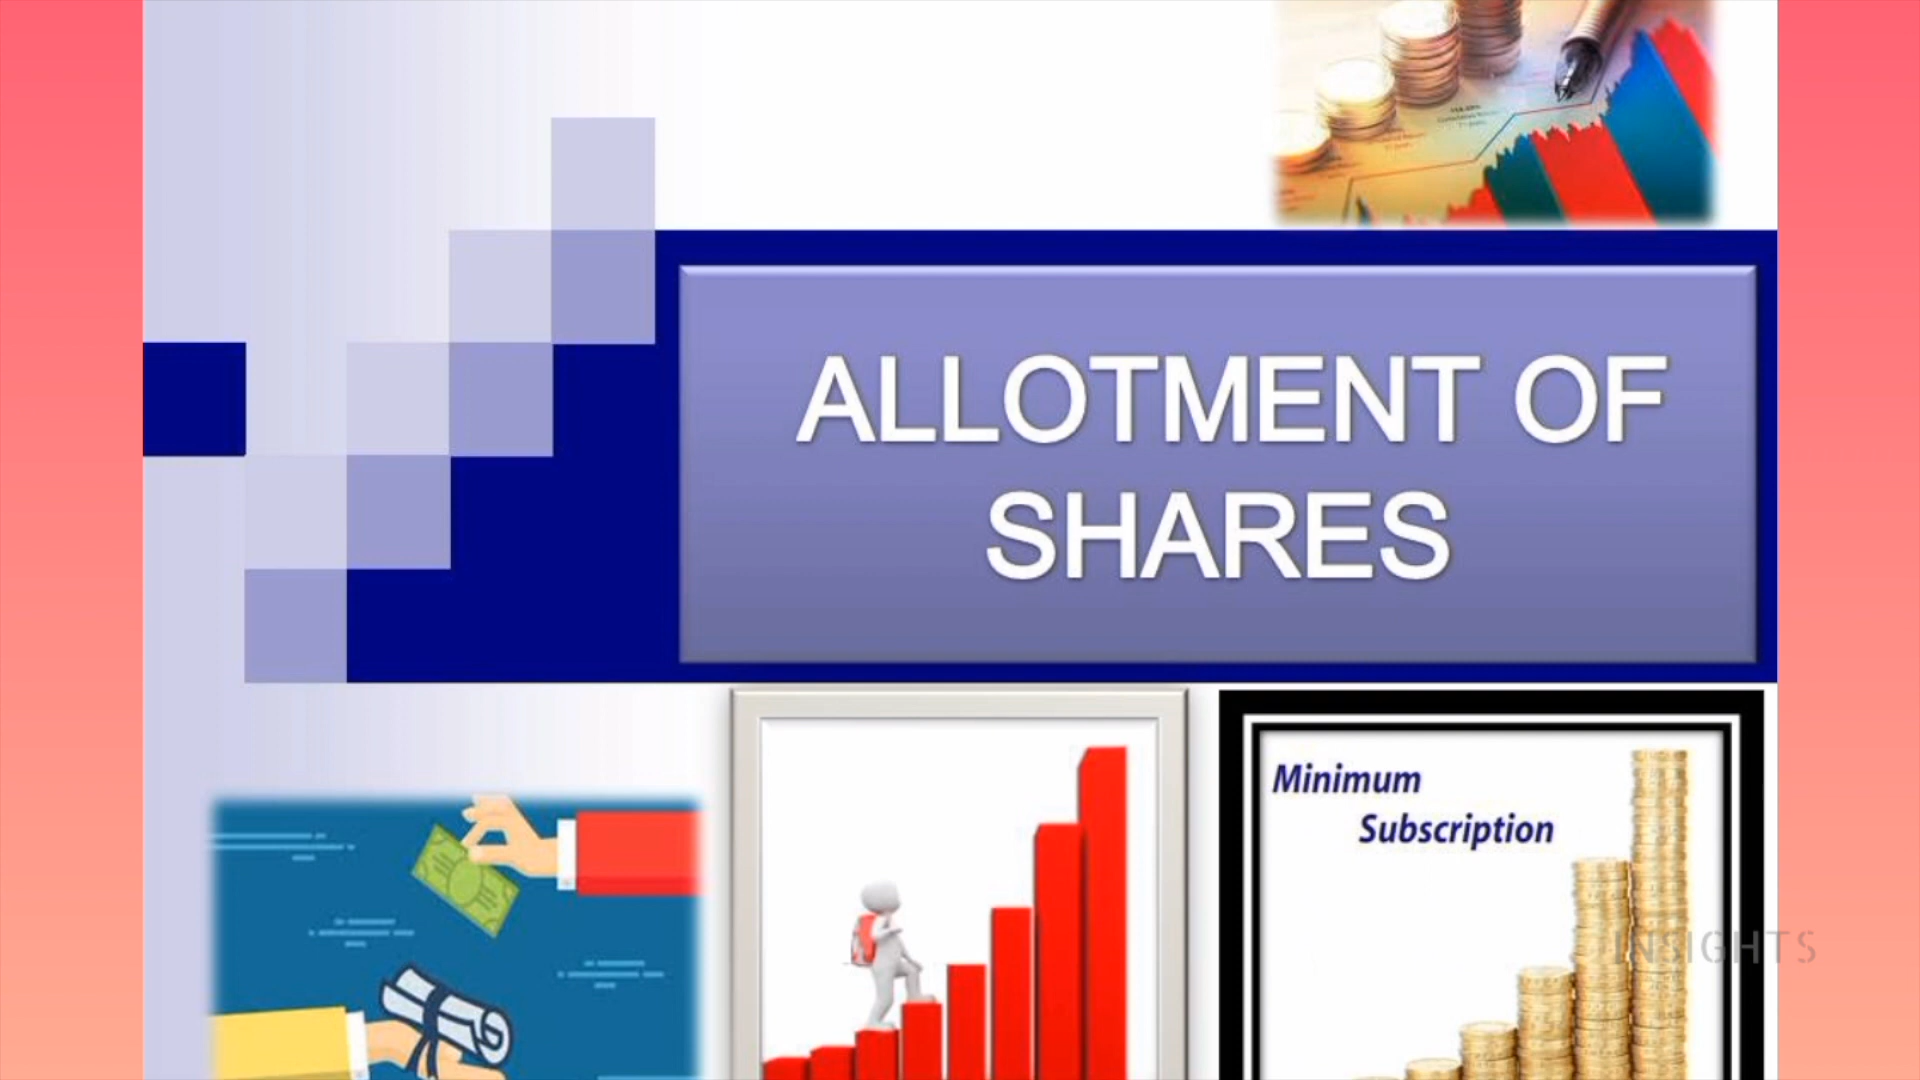 ALLOTMENT OF
SHARES
Minimum
Subscription
INSIGHTS